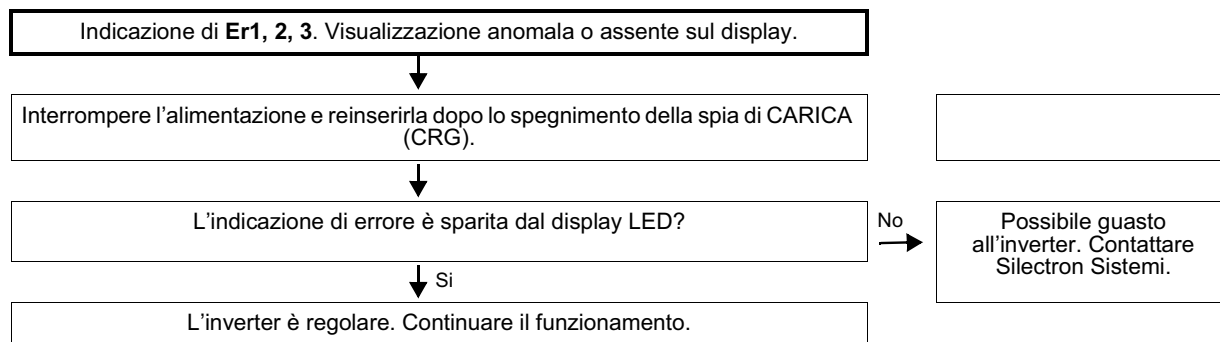 Indicazione di Er1, 2, 3. Visualizzazione anomala o assente sul display.
Interrompere l'alimentazione e reinserirla dopo lo spegnimento della spia di CARICA
(CRG).
L'indicazione di errore è sparita dal display LED?
No
Possibile guasto
all'inverter. Contattare
Silectron Sistemi.
Si
L'inverter è regolare. Continuare il funzionamento.